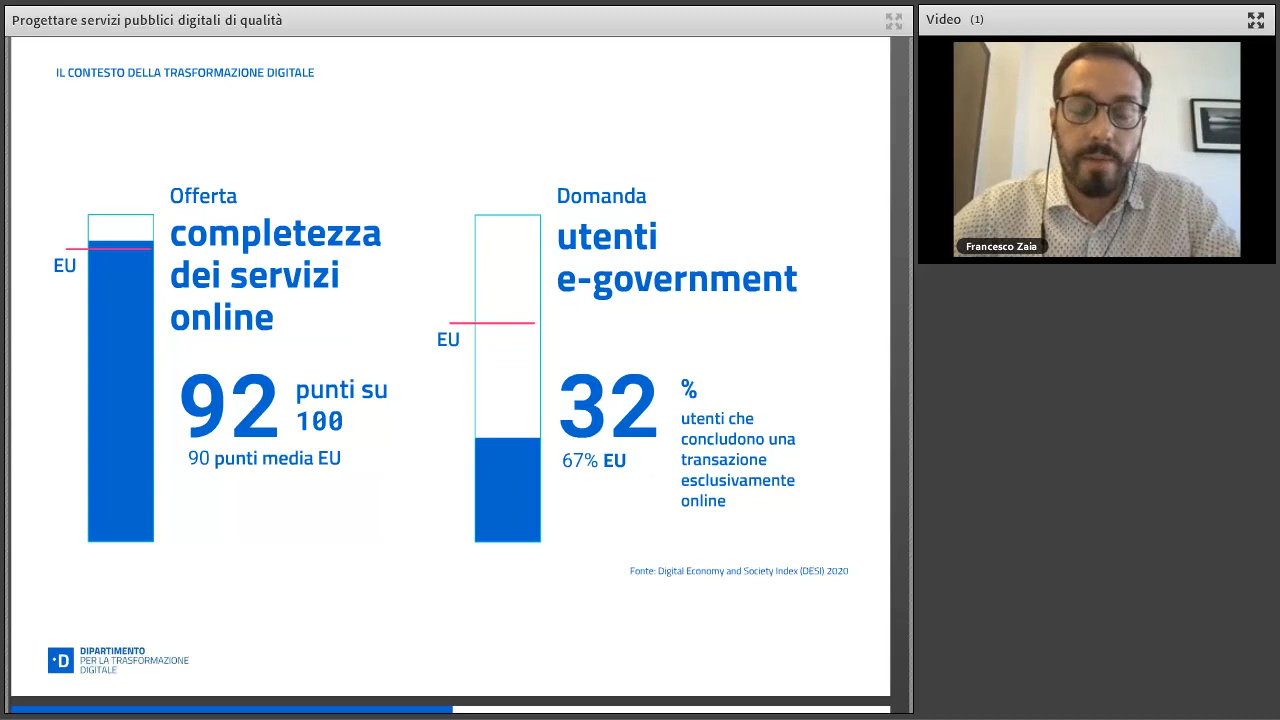 Progettare servizi pubblici digitali di qualità
Video (1)
IL CONTESTO DELLA TRASFORMAZIONE DIGITALE
Offerta
completezza
dei servizi
online
EU
92
punti su
100
90 punti media EU
Domanda
utenti
e-government
EU
32
%
utenti che
concludono una
transazione
esclusivamente
online
67% EU
Fonte: Digital Economy and Society Index (DESI) 2020
·D
DIPARTIMENTO
PER LA TRASFORMAZIONE
DIGITALE
Francesco Zaia